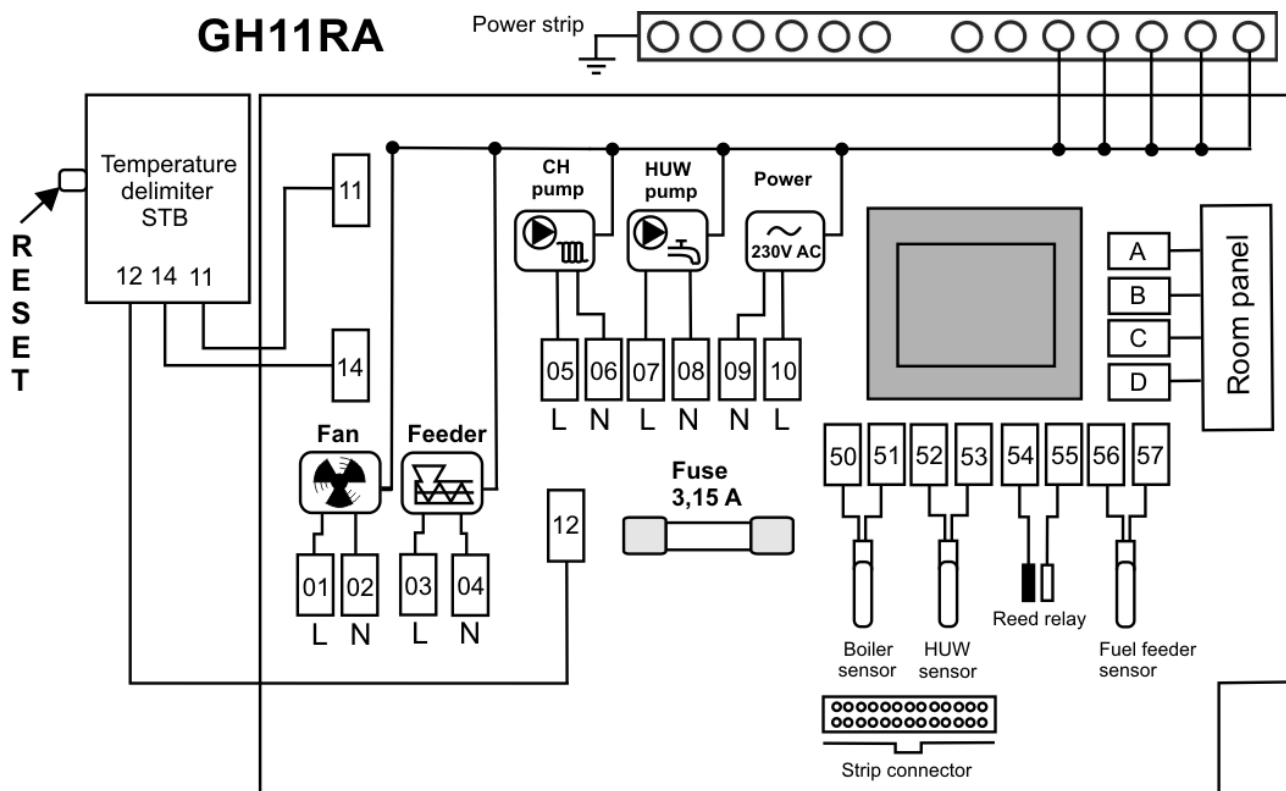 GH11RA
Power strip
Temperature
delimiter
STB
12 14 11
RESET
11
14
CH
pump
HUW
pump
Power
230V AC
05 06 07 08 09 10
L N L N N L
A
B
C
D
Room panel
Fan
Feeder
01 02 03 04
L N L N
12
Fuse
3,15 A
50 51 52 53 54 55 56 57
Boiler
sensor
HUW
sensor
Reed relay
Fuel feeder
sensor
Strip connector